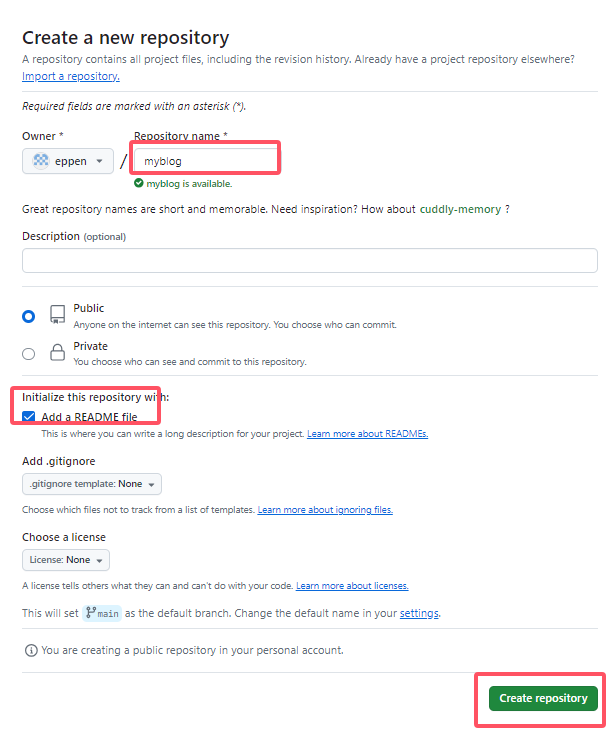 Create a new repository
A repository contains all project files, including the revision history. Already have a project repository elsewhere?
Import a repository.
Required fields are marked with an asterisk (*).
Owner * Repository name *
eppen / myblog
myblog is available.
Great repository names are short and memorable. Need inspiration? How about cuddly-memory ?
Description (optional)
Public
Anyone on the internet can see this repository. You choose who can commit.
Private
You choose who can see and commit to this repository.
Initialize this repository with:
Add a README file
This is where you can write a long description for your project. Learn more about READMEs.
Add .gitignore
.gitignore template: None
Choose which files not to track from a list of templates. Learn more about ignoring files.
Choose a license
License: None
A license tells others what they can and can't do with your code. Learn more about licenses.
This will set main as the default branch. Change the default name in your settings.
You are creating a public repository in your personal account.
Create repository